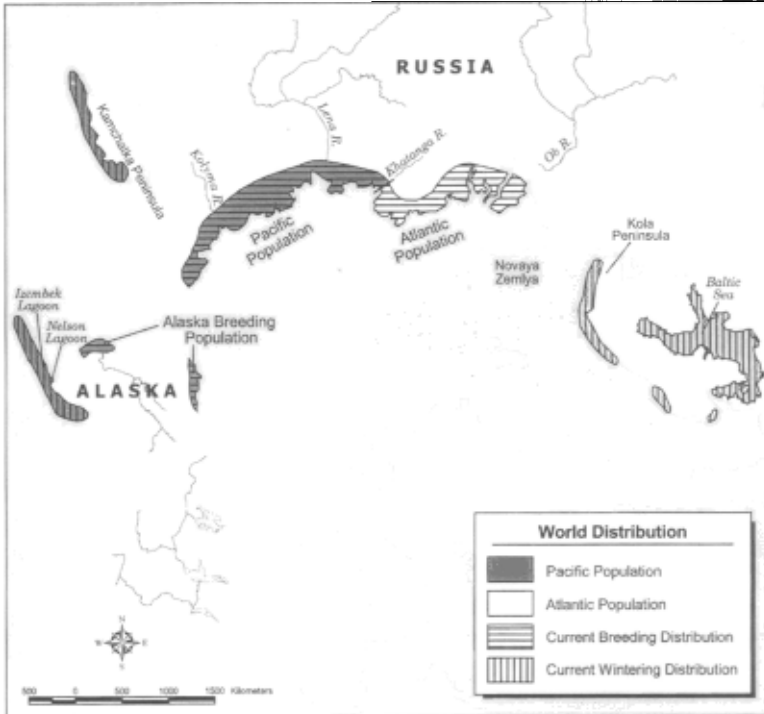 RUSSIA
Kamchatka Peninsula
Lena R.
Kolyma R.
Khatanga R.
Ob R.
Pacific
Population
Atlantic
Population
Kola
Peninsula
Novaya
Zemlya
Baltic
Sea
Izembek
Lagoon
Nelson
Lagoon
Alaska Breeding
Population
ALASKA
World Distribution
Pacific Population
Atlantic Population
Current Breeding Distribution
Current Wintering Distribution
N
W
E
S
500 0 500 1000 1500 Kilometers